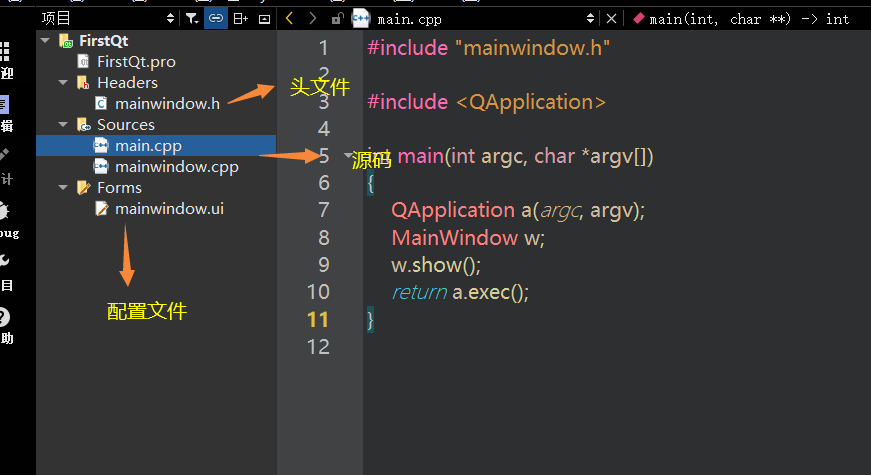 项目
main.cpp
main(int, char **) -> int
FirstQt
FirstQt.pro
Headers
mainwindow.h
Sources
main.cpp
mainwindow.cpp
Forms
mainwindow.ui
头文件
源码
配置文件
迎
辑
计
bug
目
助
1 #include "mainwindow.h"
2
3 #include <QApplication>
4
5 int main(int argc, char *argv[])
6 {
7 QApplication a(argc, argv);
8 MainWindow w;
9 w.show();
10 return a.exec();
11 }
12